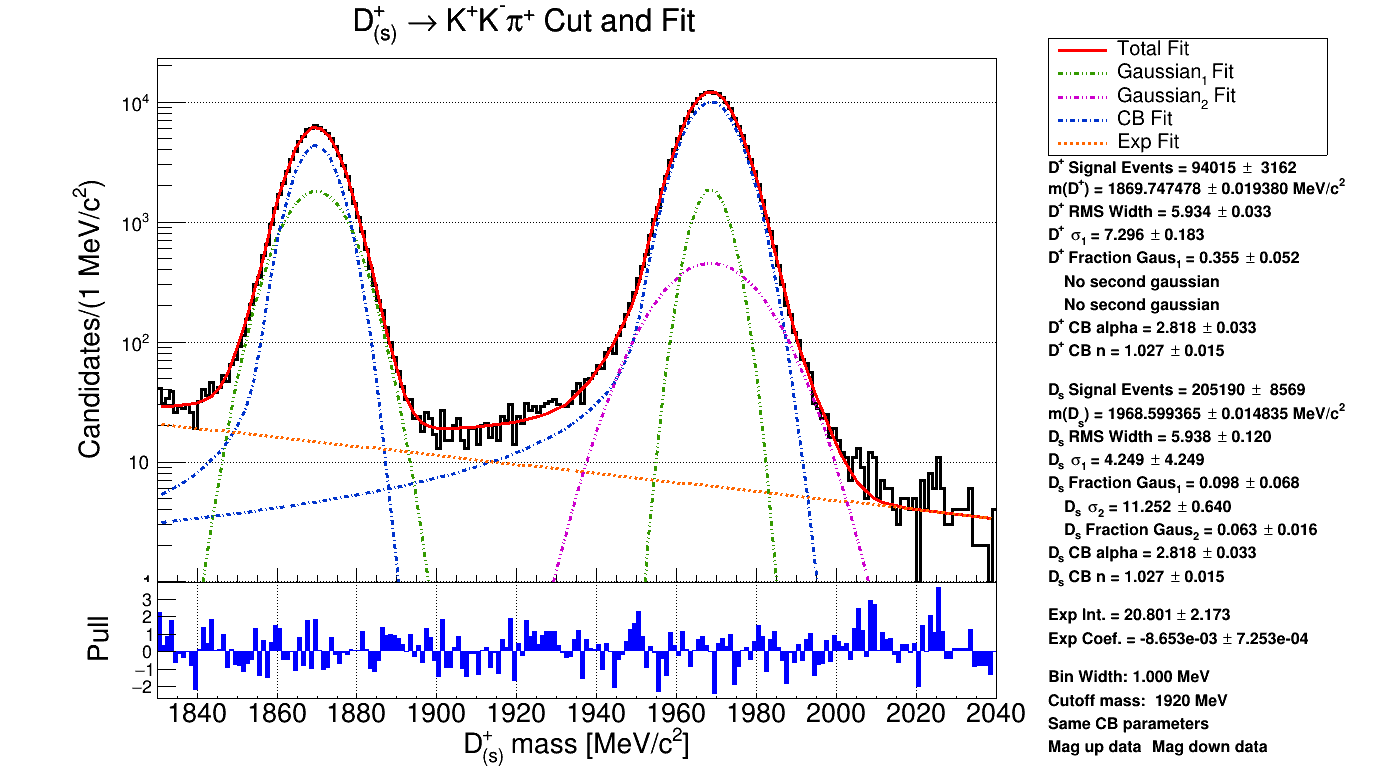 D⁺₍ₛ₎ → K⁺K⁻π⁺ Cut and Fit
Candidates/(1 MeV/c²)
10⁴
10³
10²
10
1
Pull
3
2
1
0
−1
−2
1840 1860 1880 1900 1920 1940 1960 1980 2000 2020 2040
D⁺₍ₛ₎ mass [MeV/c²]
Total Fit
Gaussian₁ Fit
Gaussian₂ Fit
CB Fit
Exp Fit
D⁺ Signal Events = 94015 ± 3162
m(D⁺) = 1869.747478 ± 0.019380 MeV/c²
D⁺ RMS Width = 5.934 ± 0.033
D⁺ σ₁ = 7.296 ± 0.183
D⁺ Fraction Gaus₁ = 0.355 ± 0.052
No second gaussian
No second gaussian
D⁺ CB alpha = 2.818 ± 0.033
D⁺ CB n = 1.027 ± 0.015
Dₛ Signal Events = 205190 ± 8569
m(Dₛ) = 1968.599365 ± 0.014835 MeV/c²
Dₛ RMS Width = 5.938 ± 0.120
Dₛ σ₁ = 4.249 ± 4.249
Dₛ Fraction Gaus₁ = 0.098 ± 0.068
Dₛ σ₂ = 11.252 ± 0.640
Dₛ Fraction Gaus₂ = 0.063 ± 0.016
Dₛ CB alpha = 2.818 ± 0.033
Dₛ CB n = 1.027 ± 0.015
Exp Int. = 20.801 ± 2.173
Exp Coef. = -8.653e-03 ± 7.253e-04
Bin Width: 1.000 MeV
Cutoff mass: 1920 MeV
Same CB parameters
Mag up data Mag down data